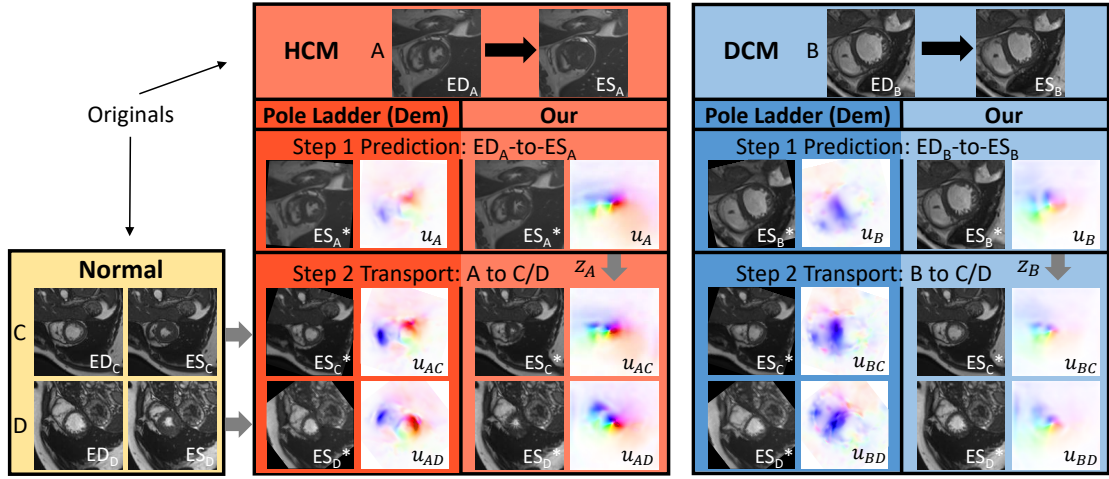 Originals
Normal
C
ED_C
ES_C
D
ED_D
ES_D
HCM
A
ED_A
ES_A
Pole Ladder (Dem)
Our
Step 1 Prediction: ED_A-to-ES_A
ES_A*
u_A
ES_A*
u_A
Step 2 Transport: A to C/D
z_A
ES_C*
u_AC
ES_C*
u_AC
ES_D*
u_AD
ES_D*
u_AD
DCM
B
ED_B
ES_B
Pole Ladder (Dem)
Our
Step 1 Prediction: ED_B-to-ES_B
ES_B*
u_B
ES_B*
u_B
Step 2 Transport: B to C/D
z_B
ES_C*
u_BC
ES_C*
u_BC
ES_D*
u_BD
ES_D*
u_BD